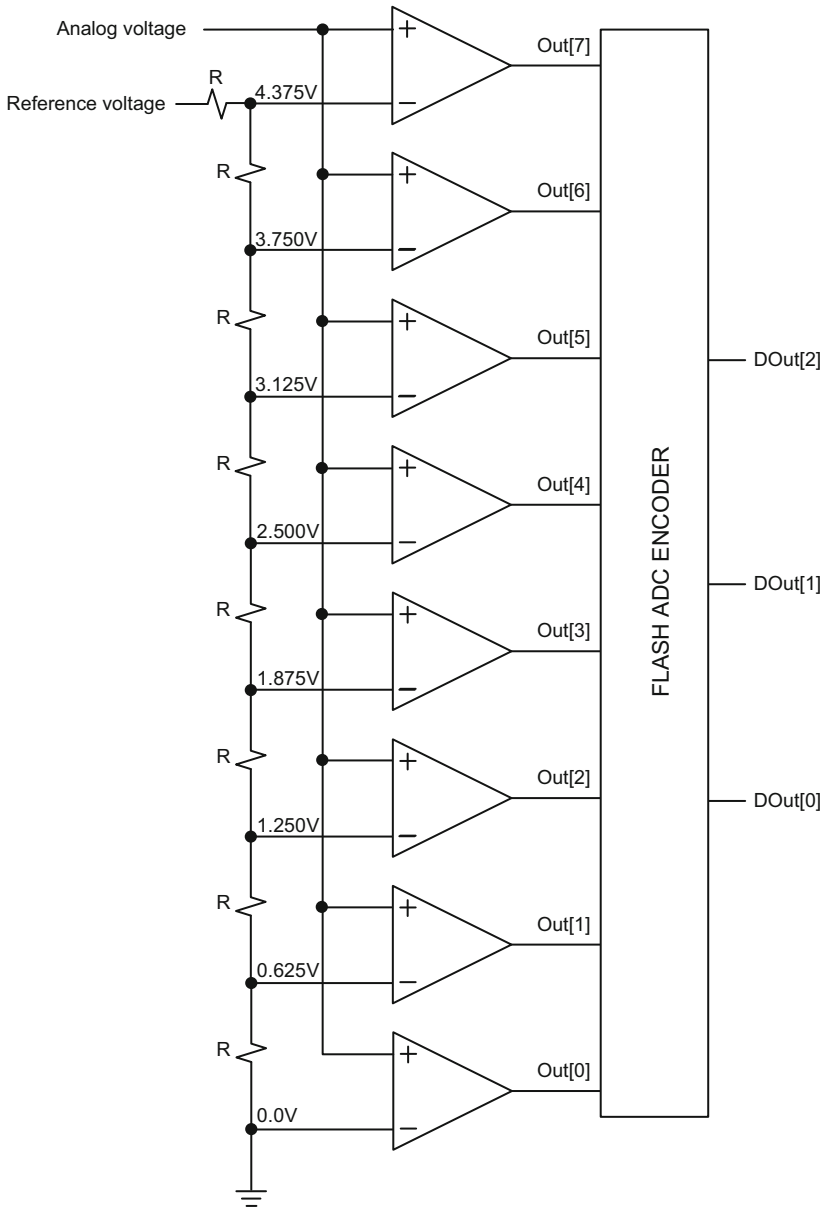 Analog voltage
Reference voltage
R
4.375V
R
3.750V
R
3.125V
R
2.500V
R
1.875V
R
1.250V
R
0.625V
R
0.0V
+
−
Out[7]
+
−
Out[6]
+
−
Out[5]
+
−
Out[4]
+
−
Out[3]
+
−
Out[2]
+
−
Out[1]
+
−
Out[0]
FLASH ADC ENCODER
DOut[2]
DOut[1]
DOut[0]